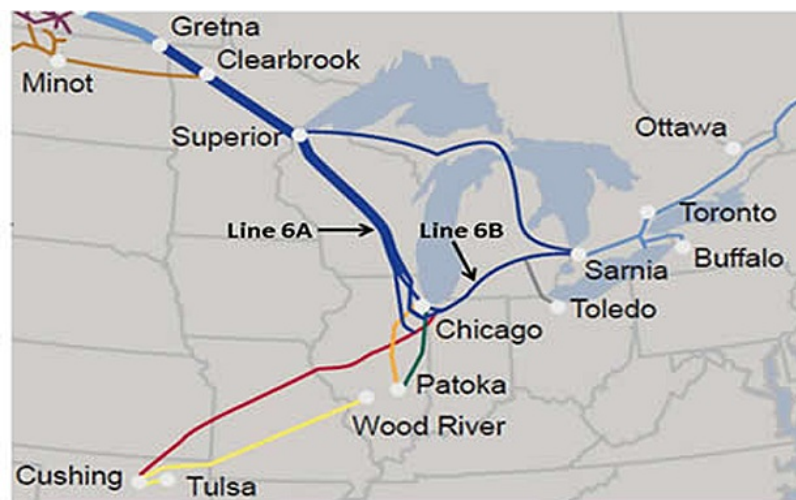 Gretna
Clearbrook
Minot
Superior
Ottawa
Line 6A
Line 6B
Toronto
Buffalo
Sarnia
Toledo
Chicago
Patoka
Wood River
Cushing
Tulsa